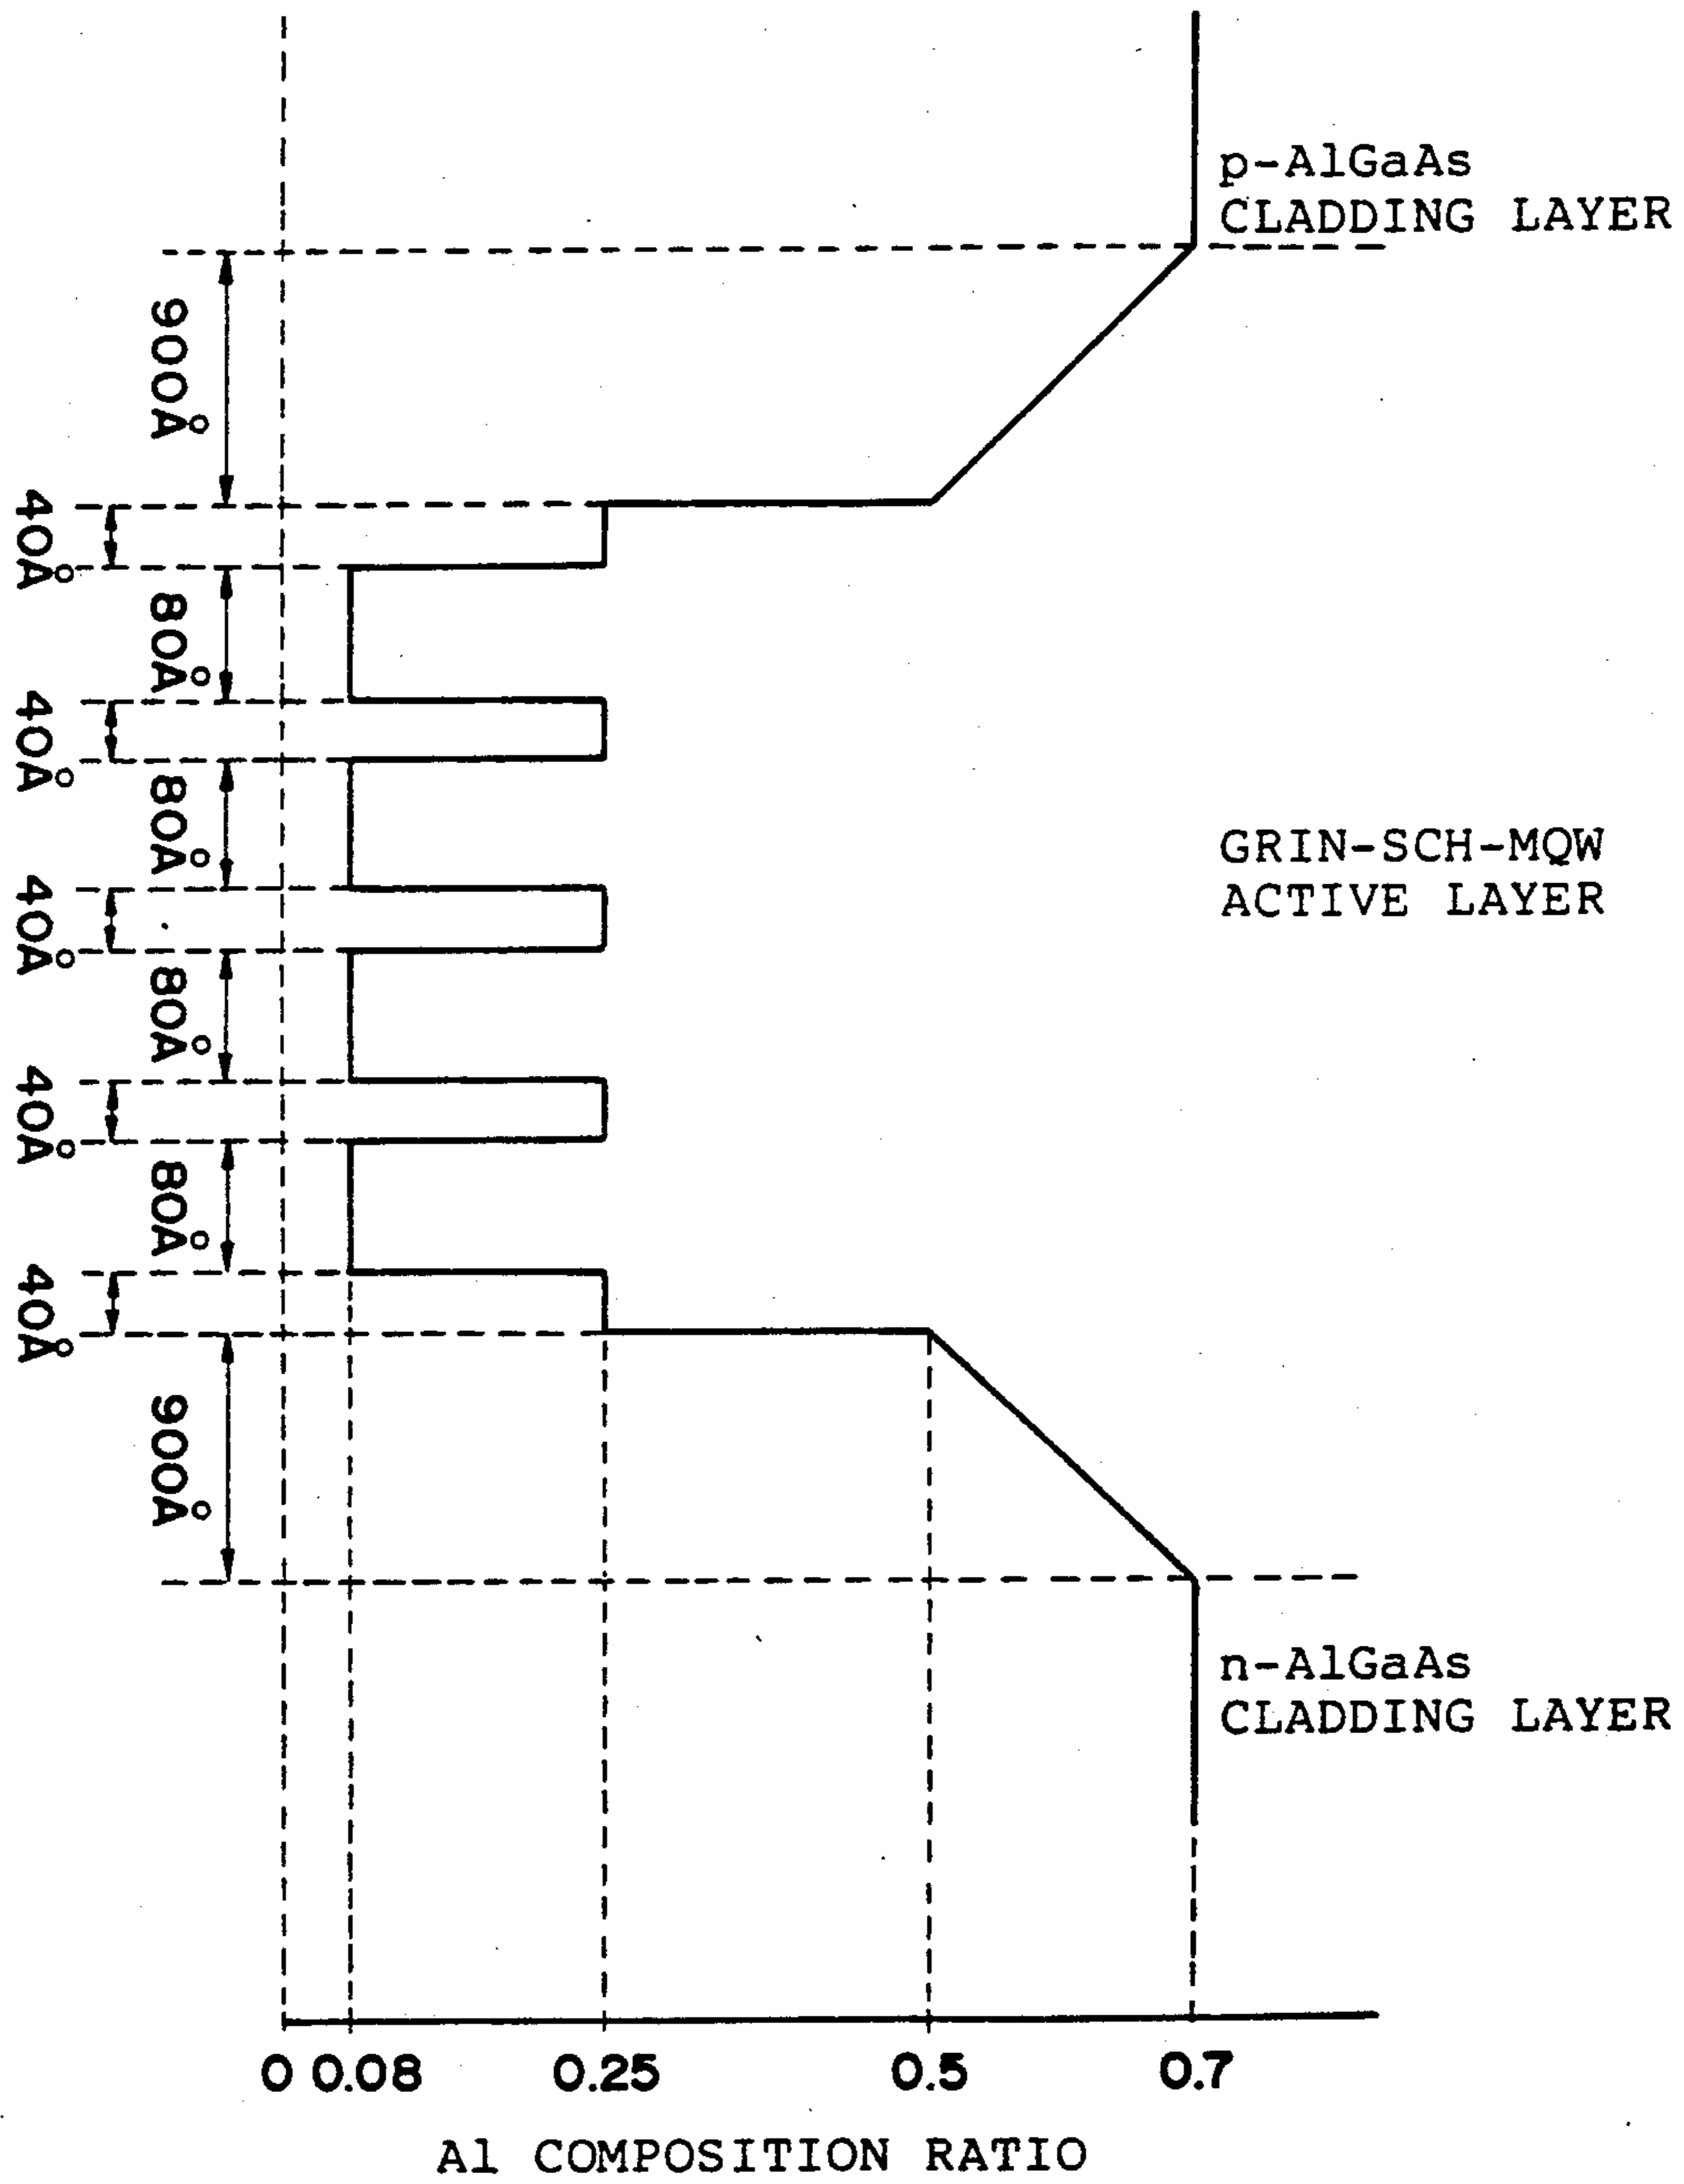 p-AlGaAs
CLADDING LAYER
900Å
40Å
80Å
40Å
80Å
40Å
80Å
40Å
80Å
40Å
900Å
GRIN-SCH-MQW
ACTIVE LAYER
n-AlGaAs
CLADDING LAYER
0 0.08 0.25 0.5 0.7
Al COMPOSITION RATIO